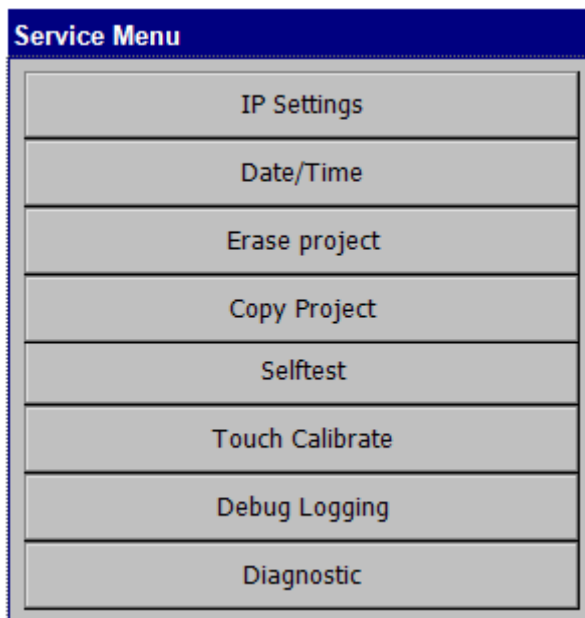 Service Menu
IP Settings
Date/Time
Erase project
Copy Project
Selftest
Touch Calibrate
Debug Logging
Diagnostic